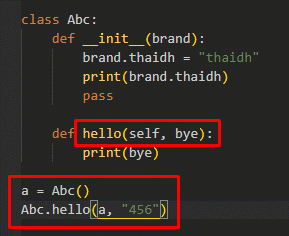 class Abc:
    def __init__(brand):
        brand.thaidh = "thaidh"
        print(brand.thaidh)
        pass

    def hello(self, bye):
        print(bye)

a = Abc()
Abc.hello(a, "456")